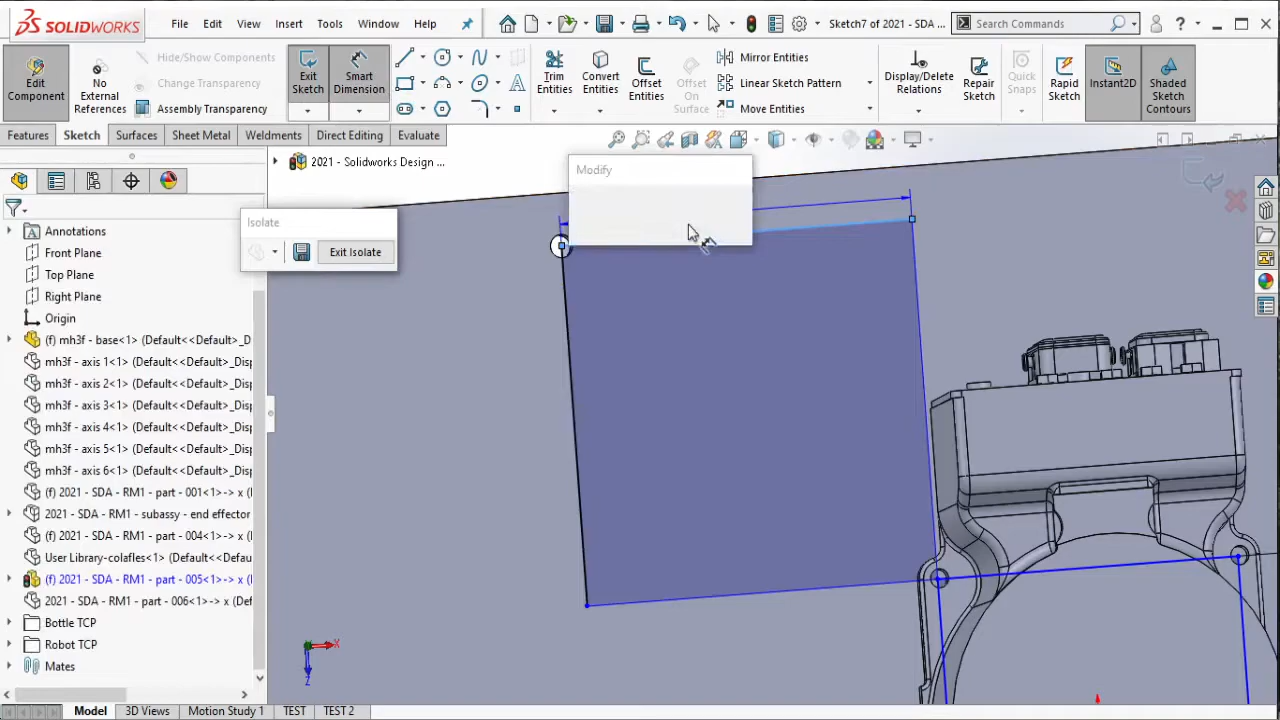 SOLIDWORKS
File Edit View Insert Tools Window Help
Sketch7 of 2021 - SDA ...
Search Commands
Edit Component
No External References
Hide/Show Components
Change Transparency
Assembly Transparency
Exit Sketch
Smart Dimension
Trim Entities
Convert Entities
Offset Entities
Offset On Surface
Mirror Entities
Linear Sketch Pattern
Move Entities
Display/Delete Relations
Repair Sketch
Quick Snaps
Rapid Sketch
Instant2D
Shaded Sketch Contours
Features Sketch Surfaces Sheet Metal Weldments Direct Editing Evaluate
2021 - Solidworks Design ...
Modify
Isolate
Exit Isolate
Annotations
Front Plane
Top Plane
Right Plane
Origin
(f) mh3f - base<1> (Default<<Default>_D
mh3f - axis 1<1> (Default<<Default>_Disp
mh3f - axis 2<1> (Default<<Default>_Disp
mh3f - axis 3<1> (Default<<Default>_Disp
mh3f - axis 4<1> (Default<<Default>_Disp
mh3f - axis 5<1> (Default<<Default>_Disp
mh3f - axis 6<1> (Default<<Default>_Disp
(f) 2021 - SDA - RM1 - part - 001<1>-> x (
2021 - SDA - RM1 - subassy - end effector
(f) 2021 - SDA - RM1 - part - 004<1>-> x (
User Library-colafles<1> (Default<<Defau
(f) 2021 - SDA - RM1 - part - 005<1>-> x (
2021 - SDA - RM1 - part - 006<1>-> x (Def
Bottle TCP
Robot TCP
Mates
X
Z
Model 3D Views Motion Study 1 TEST TEST 2